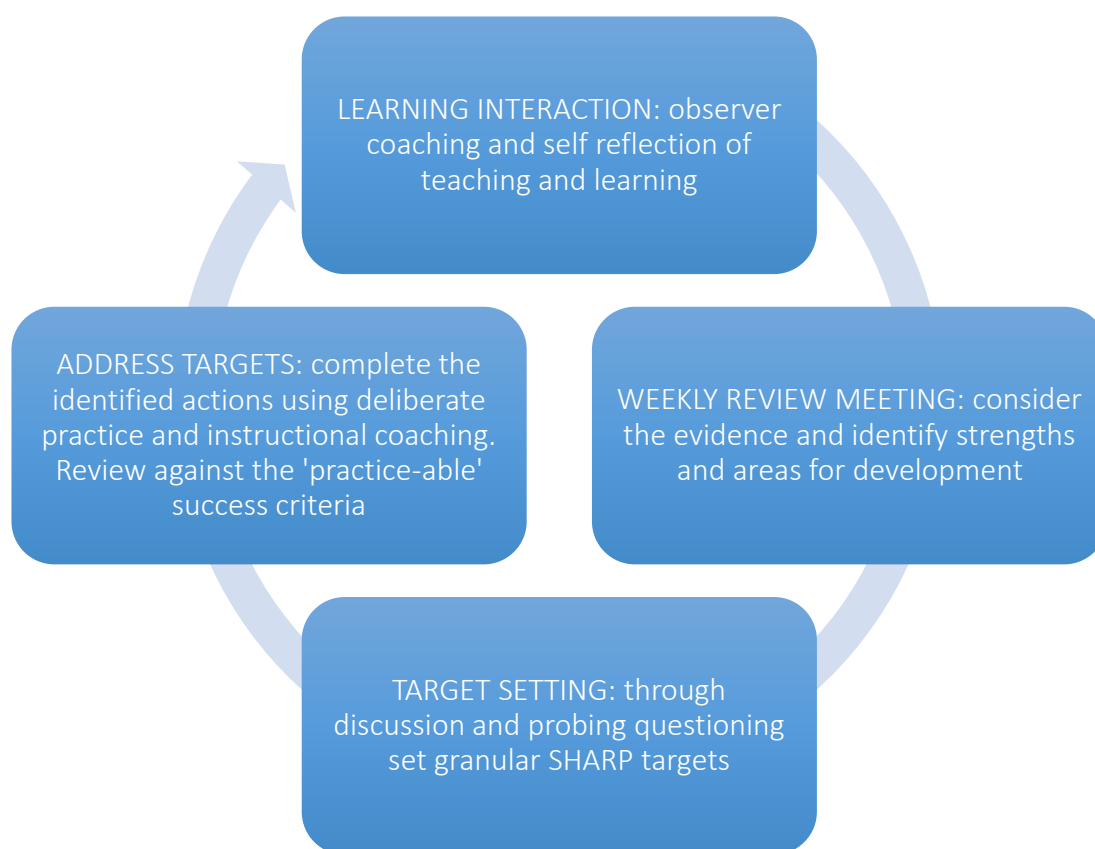 LEARNING INTERACTION: observer
coaching and self reflection of
teaching and learning
WEEKLY REVIEW MEETING: consider
the evidence and identify strengths
and areas for development
TARGET SETTING: through
discussion and probing questioning
set granular SHARP targets
ADDRESS TARGETS: complete the
identified actions using deliberate
practice and instructional coaching.
Review against the 'practice-able'
success criteria